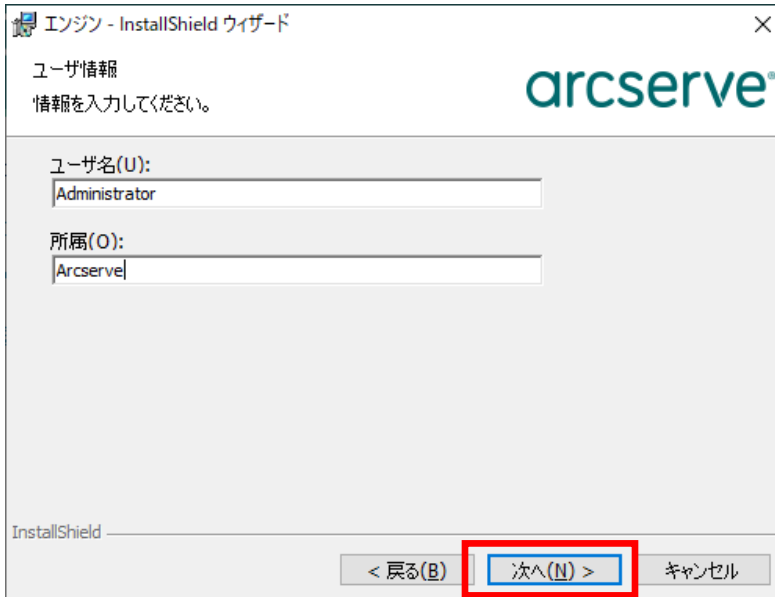 エンジン - InstallShield ウィザード
ユーザ情報
情報を入力してください。
arcserve®
ユーザ名(U):
Administrator
所属(O):
Arcserve
InstallShield
< 戻る(B)
次へ(N) >
キャンセル